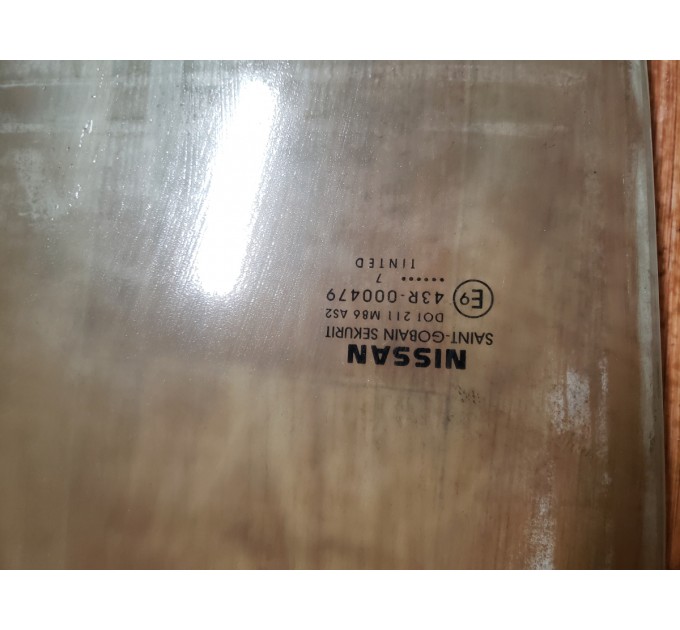 NISSAN
SAINT-GOBAIN SEKURIT
DOT 211 M86 AS2
E9 43R-000479
•••••• 7
TINTED